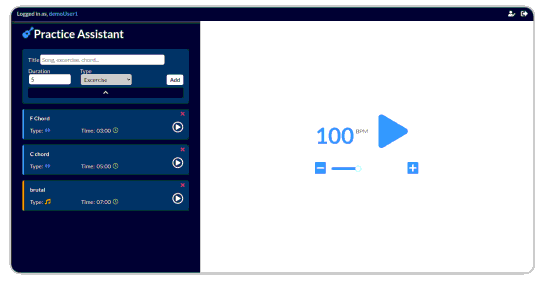 Logged in as, demoUser1
Practice Assistant
Title Song, excercise, chord...
Duration Type
5 Excercise Add
F Chord
Type: Time: 03:00
C chord
Type: Time: 05:00
brutal
Type: Time: 07:00
100 BPM